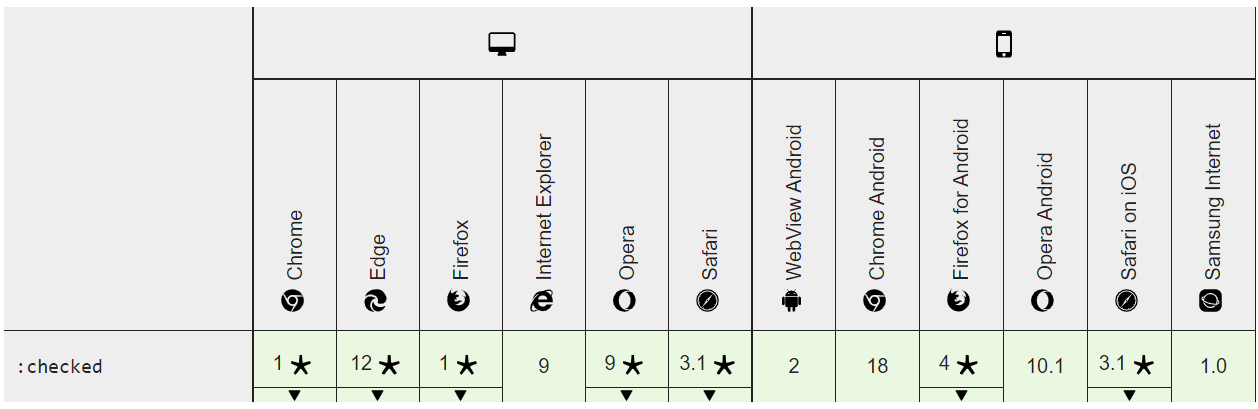 Chrome
Edge
Firefox
Internet Explorer
Opera
Safari
WebView Android
Chrome Android
Firefox for Android
Opera Android
Safari on iOS
Samsung Internet
:checked 1 12 1 9 9 3.1 2 18 4 10.1 3.1 1.0